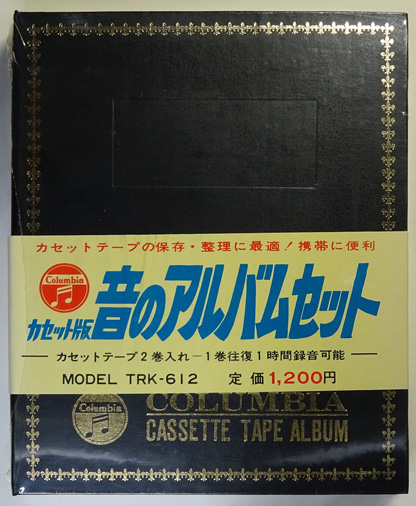 カセットテープの保存・整理に最適!携帯に便利
Columbia
カセット版 音のアルバムセット
カセットテープ2巻入れ―1巻往復1時間録音可能
MODEL TRK-612 定価1,200円
Columbia
COLUMBIA
CASSETTE TAPE ALBUM